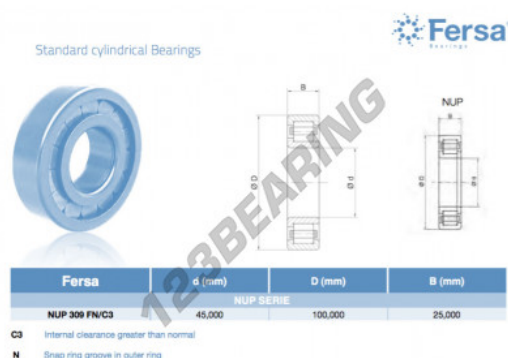 Fersa
Bearings
Standard cylindrical Bearings
B
NUP
B
Ø D
Ø d
Ø D
Ø d
123BEARING
Fersa d (mm) D (mm) B (mm)
NUP SERIE
NUP 309 FN/C3 45,000 100,000 25,000
C3 Internal clearance greater than normal
N Snap ring groove in outer ring